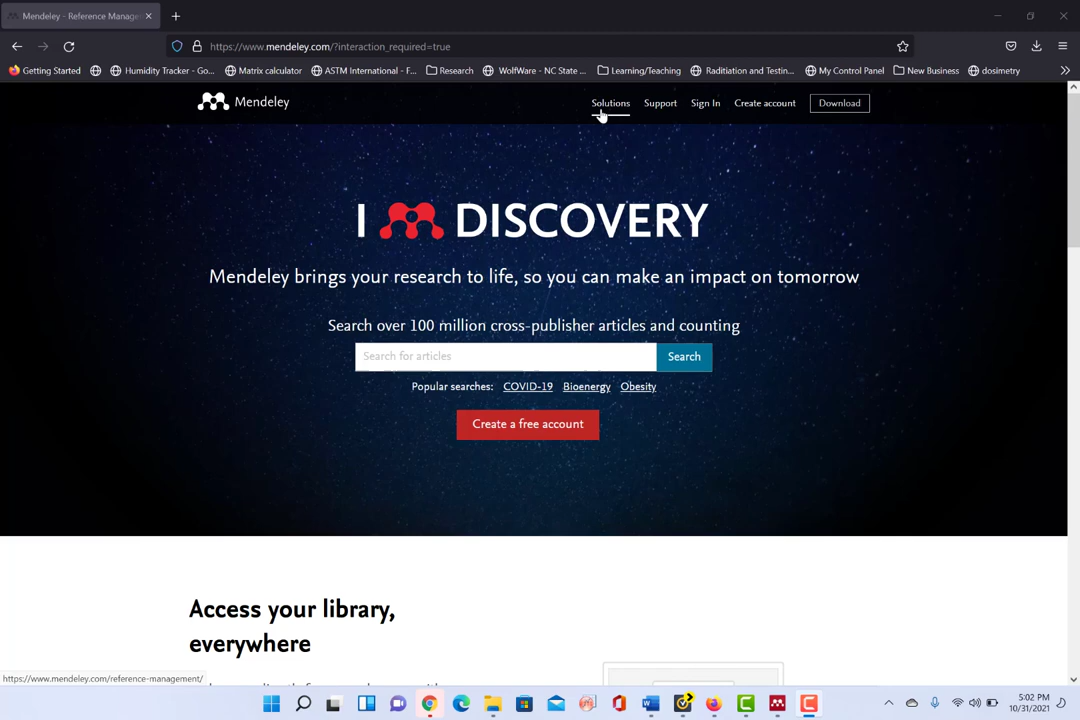 Mendeley - Reference Manage
https://www.mendeley.com/?interaction_required=true
Getting Started Humidity Tracker - Go... Matrix calculator ASTM International - F... Research WolfWare - NC State ... Learning/Teaching Raditiation and Testin... My Control Panel New Business dosimetry
Mendeley Solutions Support Sign In Create account Download
I DISCOVERY
Mendeley brings your research to life, so you can make an impact on tomorrow
Search over 100 million cross-publisher articles and counting
Search for articles Search
Popular searches: COVID-19 Bioenergy Obesity
Create a free account
Access your library,
everywhere
https://www.mendeley.com/reference-management/
5:02 PM
10/31/2021